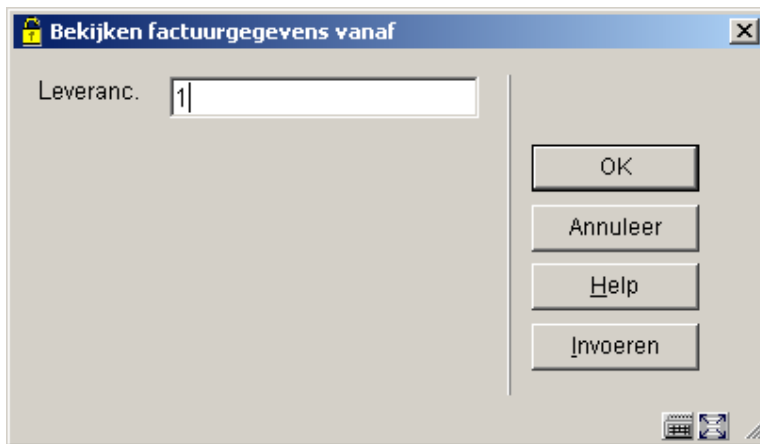 Bekijken factuurgegevens vanaf
Leveranc. 1
OK
Annuleer
Help
Invoeren